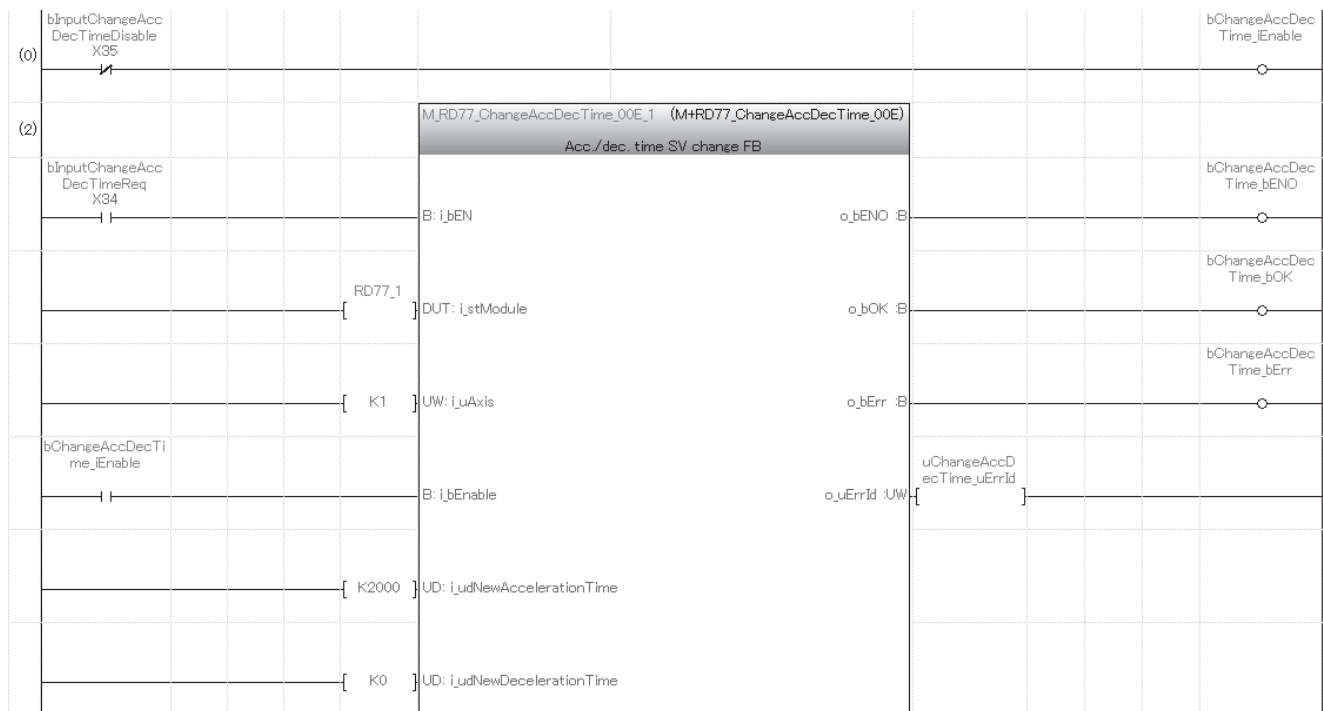 bInputChangeAcc
DecTimeDisable
X35
bChangeAccDec
Time_iEnable
(0)
(2)
M_RD77_ChangeAccDecTime_00E_1 (M+RD77_ChangeAccDecTime_00E)
Acc./dec. time SV change FB
bInputChangeAcc
DecTimeReq
X34
B: i_bEN
o_bENO :B
bChangeAccDec
Time_bENO
RD77_1
DUT: i_stModule
o_bOK :B
bChangeAccDec
Time_bOK
K1
UW: i_uAxis
o_bErr :B
bChangeAccDec
Time_bErr
bChangeAccDecTi
me_iEnable
B: i_bEnable
o_uErrId :UW
uChangeAccD
ecTime_uErrId
K2000
UD: i_udNewAccelerationTime
K0
UD: i_udNewDecelerationTime